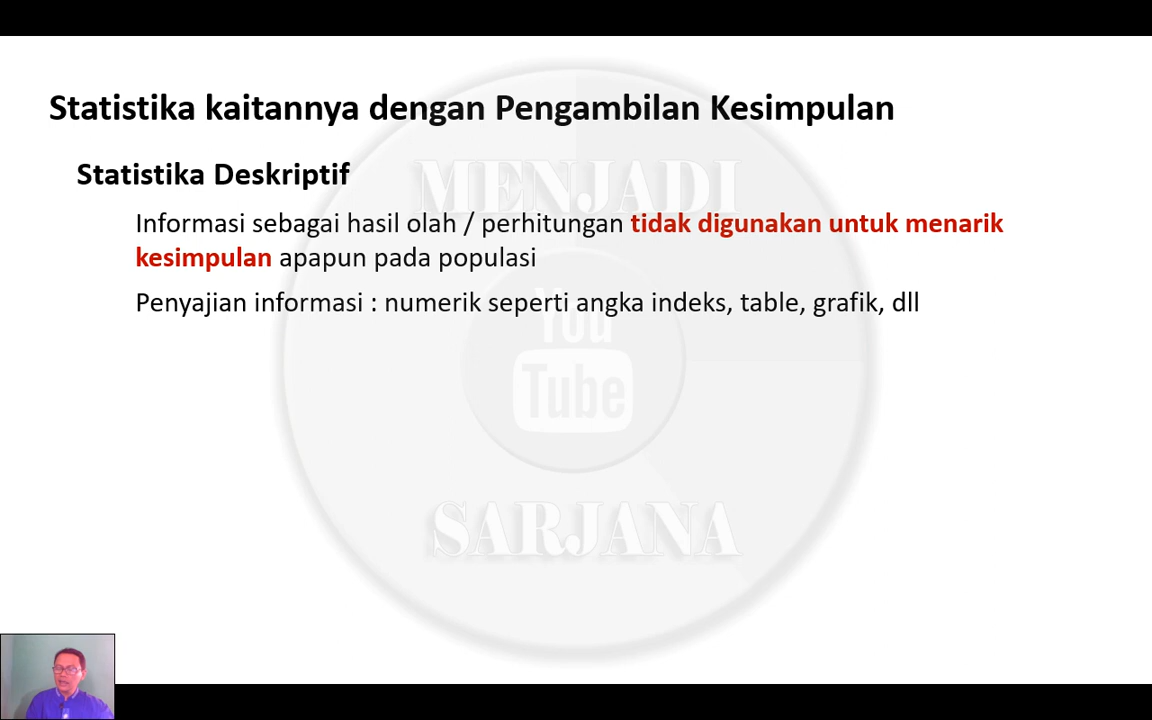 Statistika kaitannya dengan Pengambilan Kesimpulan
Statistika Deskriptif
Informasi sebagai hasil olah / perhitungan tidak digunakan untuk menarik
kesimpulan apapun pada populasi
Penyajian informasi : numerik seperti angka indeks, table, grafik, dll
MENJADI
You
Tube
SARJANA